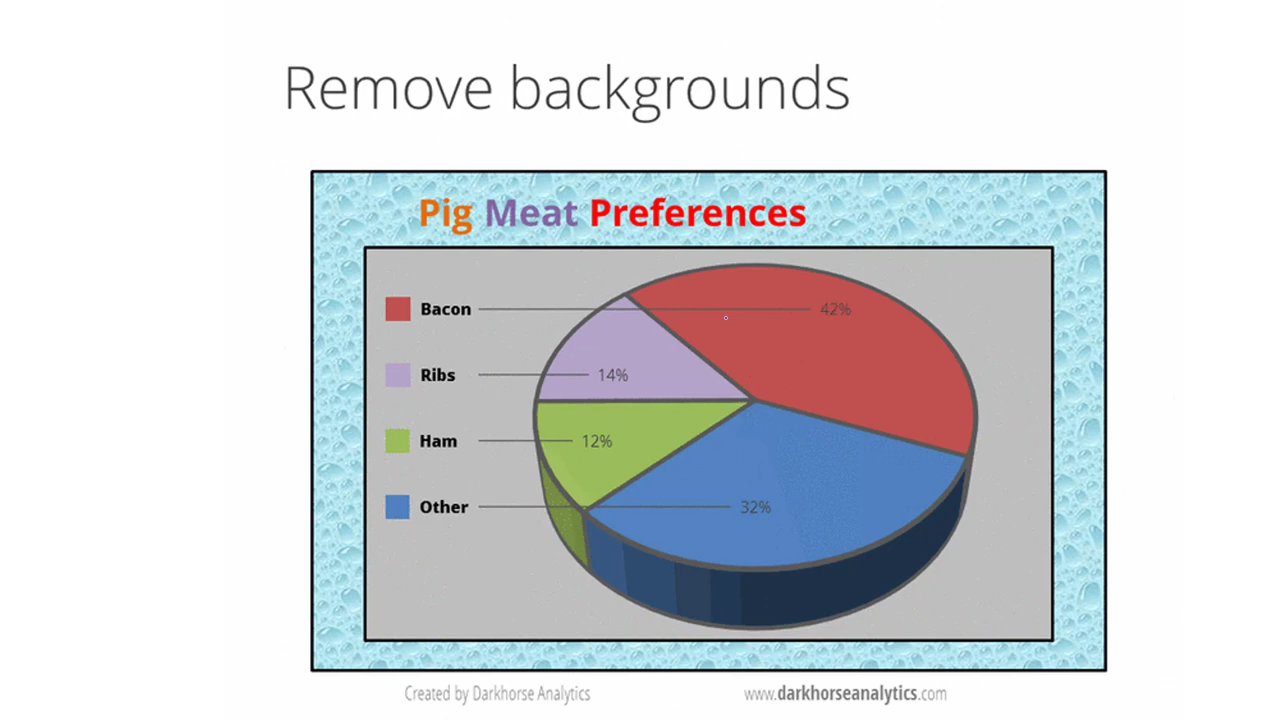 Remove backgrounds
Pig Meat Preferences
Bacon 42%
Ribs 14%
Ham 12%
Other 32%
Created by Darkhorse Analytics www.darkhorseanalytics.com